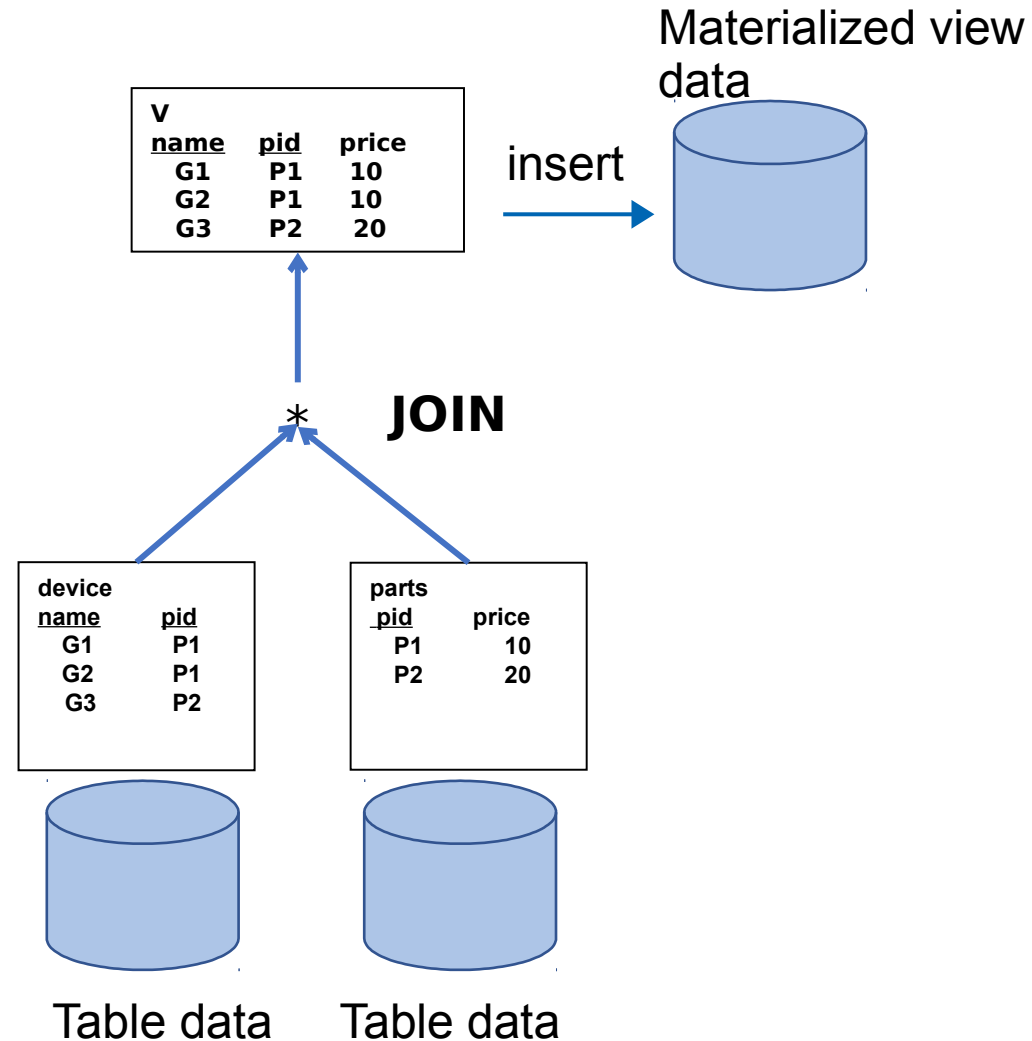 Materialized view
data
V
name pid price
G1 P1 10
G2 P1 10
G3 P2 20
insert
* JOIN
device
name pid
G1 P1
G2 P1
G3 P2
parts
pid price
P1 10
P2 20
Table data
Table data